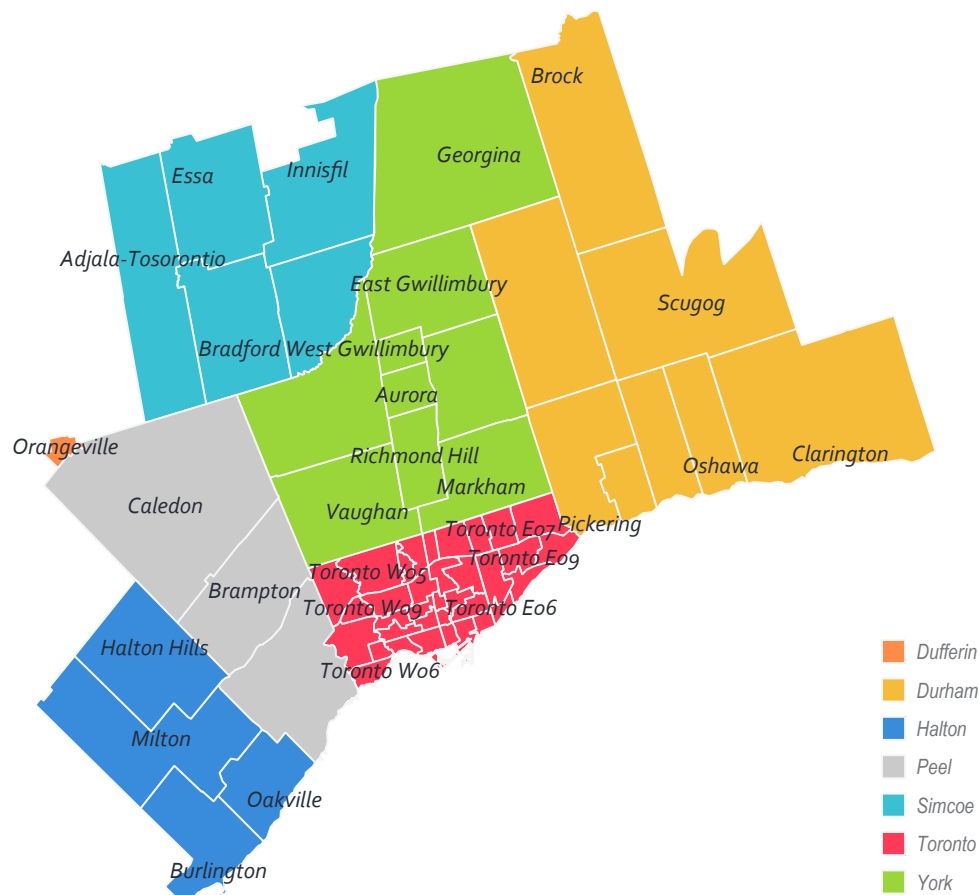 Brock
Georgina
Innisfil
Essa
Adjala-Tosorontio
East Gwillimbury
Scugog
Bradford West Gwillimbury
Aurora
Orangeville
Richmond Hill
Clarington
Oshawa
Markham
Caledon
Vaughan
Pickering
Toronto E07
Toronto E09
Toronto W05
Brampton
Toronto W09
Toronto E06
Halton Hills
Toronto W06
Milton
Oakville
Burlington
Dufferin
Durham
Halton
Peel
Simcoe
Toronto
York